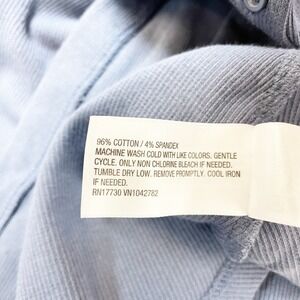 96% COTTON / 4% SPANDEX
MACHINE WASH COLD WITH LIKE COLORS. GENTLE
CYCLE. ONLY NON CHLORINE BLEACH IF NEEDED.
TUMBLE DRY LOW. REMOVE PROMPTLY. COOL IRON
IF NEEDED.
RN17730 VN1042782